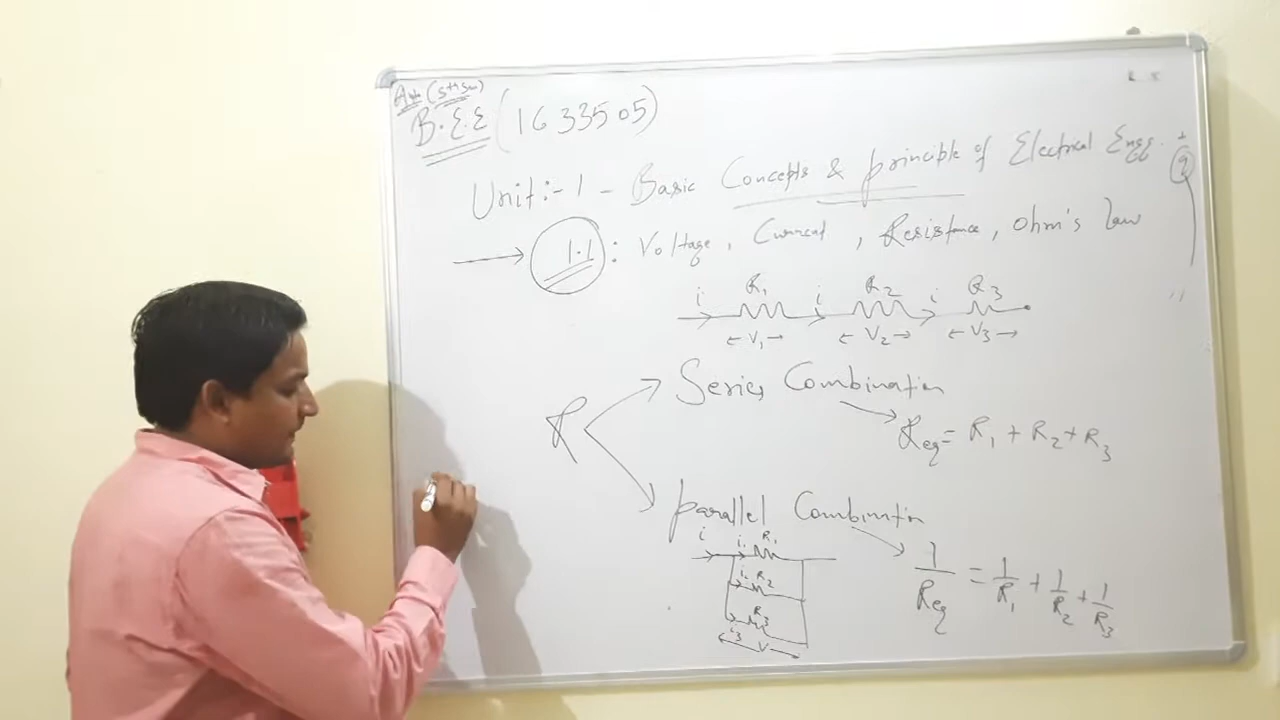 B.E.E (1633505)
Unit:- 1 - Basic Concepts & principle of Electrical Engg.
1.1 : Voltage, Current, Resistance, Ohm's law
i R1 i R2 i R3
← V1 → ← V2 → ← V3 →
R
Series Combination
Req = R1 + R2 + R3
parallel Combination
i i1 R1
i2 R2
R3
i3
V
1/Req = 1/R1 + 1/R2 + 1/R3